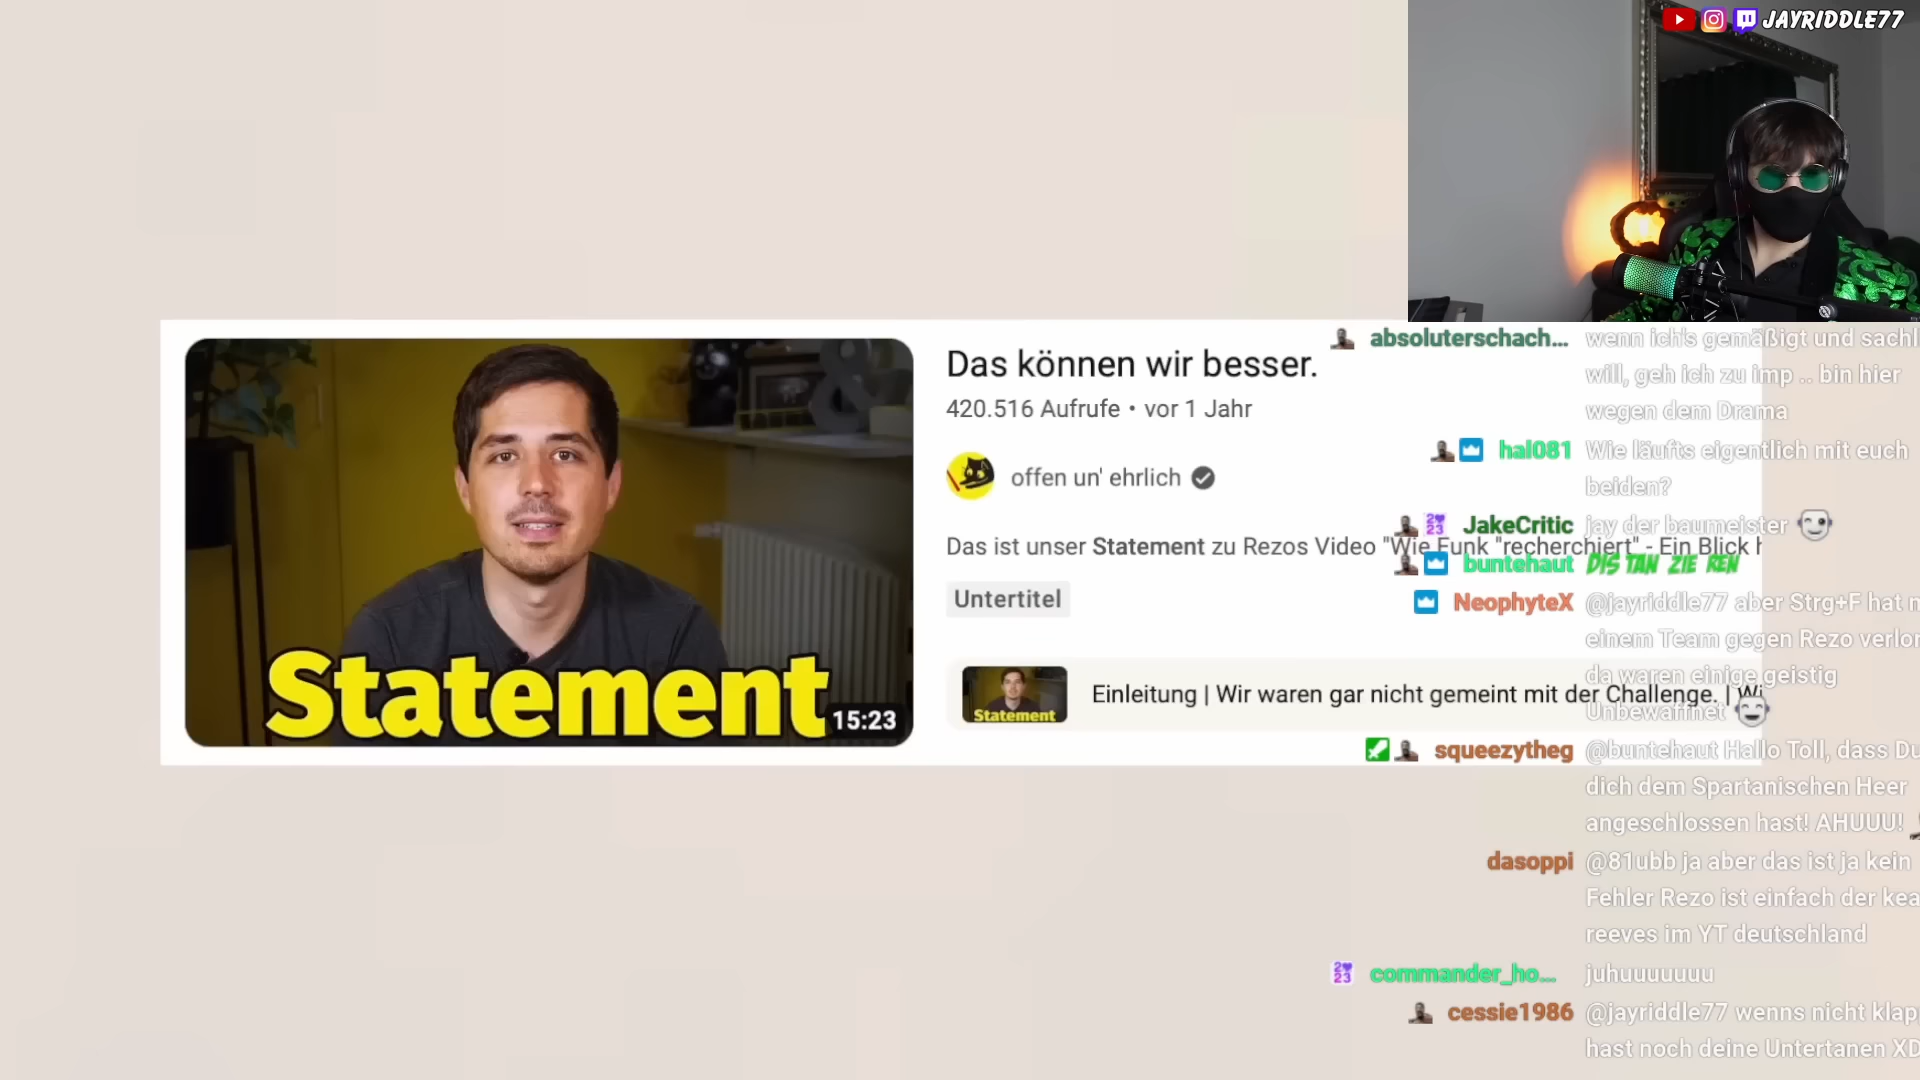 JAYRIDDLE77
Das können wir besser.
420.516 Aufrufe • vor 1 Jahr
offen un' ehrlich
Das ist unser Statement zu Rezos Video "Wie Funk "recherchiert" - Ein Blick
Untertitel
Einleitung | Wir waren gar nicht gemeint mit der Challenge. | Wi
Statement
15:23
Statement
absoluterschach... wenn ich's gemäßigt und sachl
will, geh ich zu imp .. bin hier
wegen dem Drama
hal081 Wie läufts eigentlich mit euch
beiden?
JakeCritic jay der baumeister
buntehaut DIS TAN ZIE REN
NeophyteX @jayriddle77 aber Strg+F hat
einem Team gegen Rezo verlor
da waren einige geistig
Unbewaffnet
squeezytheg @buntehaut Hallo Toll, dass Du
dich dem Spartanischen Heer
angeschlossen hast! AHUUU!
dasoppi @81ubb ja aber das ist ja kein
Fehler Rezo ist einfach der kea
reeves im YT deutschland
commander_ho... juhuuuuuuu
cessie1986 @jayriddle77 wenns nicht klap
hast noch deine Untertanen XD